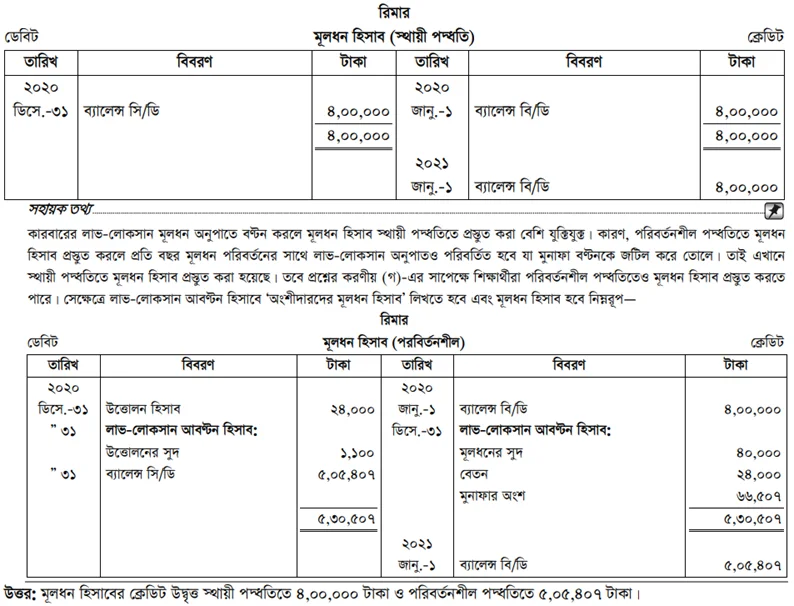 রিমার
ডেবিট মূলধন হিসাব (স্থায়ী পদ্ধতি) ক্রেডিট
তারিখ বিবরণ টাকা তারিখ বিবরণ টাকা
২০২০ ২০২০
ডিসে.-৩১ ব্যালেন্স সি/ডি ৪,০০,০০০ জানু.-১ ব্যালেন্স বি/ডি ৪,০০,০০০
৪,০০,০০০ ৪,০০,০০০
২০২১
জানু.-১ ব্যালেন্স বি/ডি ৪,০০,০০০
সহায়ক তথ্য
কারবারের লাভ-লোকসান মূলধন অনুপাতে বণ্টন করলে মূলধন হিসাব স্থায়ী পদ্ধতিতে প্রস্তুত করা বেশি যুক্তিযুক্ত। কারণ, পরিবর্তনশীল পদ্ধতিতে মূলধন
হিসাব প্রস্তুত করলে প্রতি বছর মূলধন পরিবর্তনের সাথে লাভ-লোকসান অনুপাতও পরিবর্তিত হবে যা মুনাফা বণ্টনকে জটিল করে তোলে। তাই এখানে
স্থায়ী পদ্ধতিতে মূলধন হিসাব প্রস্তুত করা হয়েছে। তবে প্রশ্নের করণীয় (গ)-এর সাপেক্ষে শিক্ষার্থীরা পরিবর্তনশীল পদ্ধতিতেও মূলধন হিসাব প্রস্তুত করতে
পারে। সেক্ষেত্রে লাভ-লোকসান আবণ্টন হিসাবে ‘অংশীদারদের মূলধন হিসাব’ লিখতে হবে এবং মূলধন হিসাব হবে নিম্নরূপ—
রিমার
ডেবিট মূলধন হিসাব (পরবির্তনশীল) ক্রেডিট
তারিখ বিবরণ টাকা তারিখ বিবরণ টাকা
২০২০ ২০২০
ডিসে.-৩১ উত্তোলন হিসাব ২৪,০০০ জানু.-১ ব্যালেন্স বি/ডি ৪,০০,০০০
” ৩১ লাভ-লোকসান আবণ্টন হিসাব: ডিসে.-৩১ লাভ-লোকসান আবণ্টন হিসাব:
উত্তোলনের সুদ ১,১০০ মূলধনের সুদ ৪০,০০০
” ৩১ ব্যালেন্স সি/ডি ৫,০৫,৪০৭ বেতন ২৪,০০০
মুনাফার অংশ ৬৬,৫০৭
৫,৩০,৫০৭ ৫,৩০,৫০৭
২০২১
জানু.-১ ব্যালেন্স বি/ডি ৫,০৫,৪০৭
উত্তর: মূলধন হিসাবের ক্রেডিট উদ্বৃত্ত স্থায়ী পদ্ধতিতে ৪,০০,০০০ টাকা ও পরিবর্তনশীল পদ্ধতিতে ৫,০৫,৪০৭ টাকা।